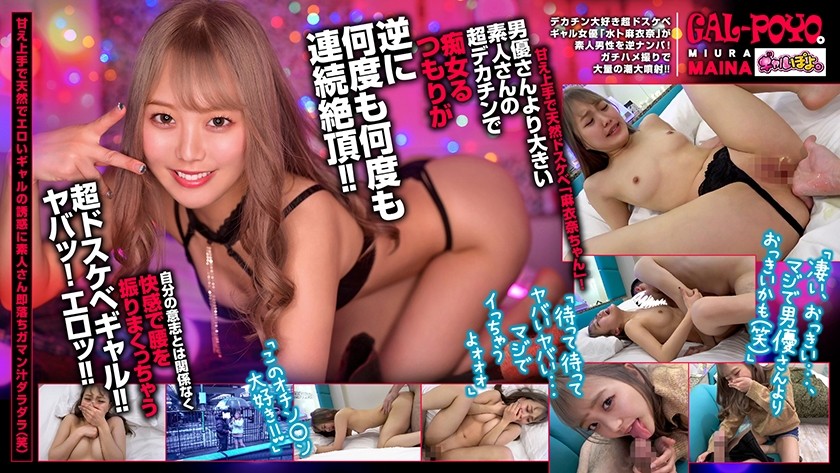 甘え上手で天然でエロいギャルの誘惑に素人さん即落ちガマン汁ダラダラ(笑)
デカチン大好き超ドスケベ
ギャル女優「水卜麻衣奈」が
素人男性を逆ナンパ!
ガチハメ撮りで
大量の潮大噴射!!
GAL-POYO。
MIURA
MAINA
ギャルぽよ。
甘え上手で天然ドスケベ「麻衣奈ちゃん」!
男優さんより大きい
素人さんの
超デカチンで
痴女る
つもりが
逆に
何度も何度も
連続絶頂!!
自分の意志とは関係なく
快感で腰を
振りまくっちゃう
超ドスケベギャル!!
ヤバッ!エロッ!!
「凄い、おっきい・・、
マジで男優さんより
おっきいかも(笑)」
「待って待って
ヤバいヤバい・・
マジで
イっちゃう
よォォォ」
「このオチン〇ン
大好き!!♥」